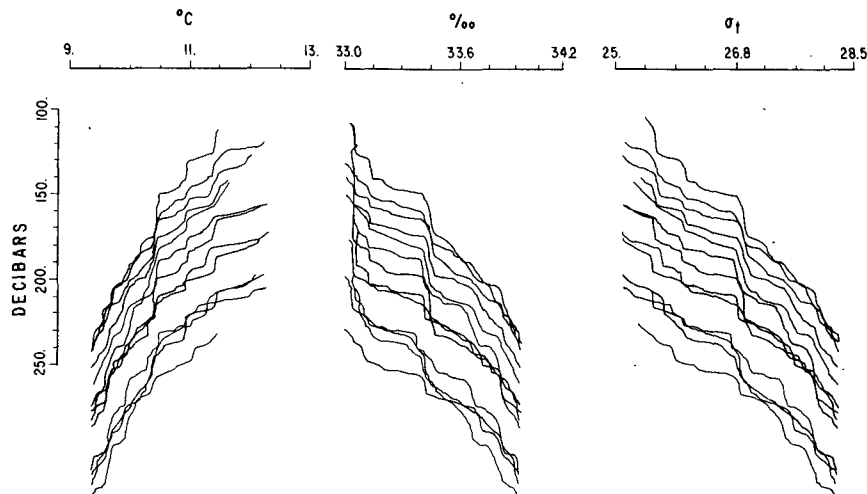 °C
9. 11. 13.
‰
33.0 33.6 34.2
σt
25. 26.8 28.5
DECIBARS
100.
150.
200.
250.